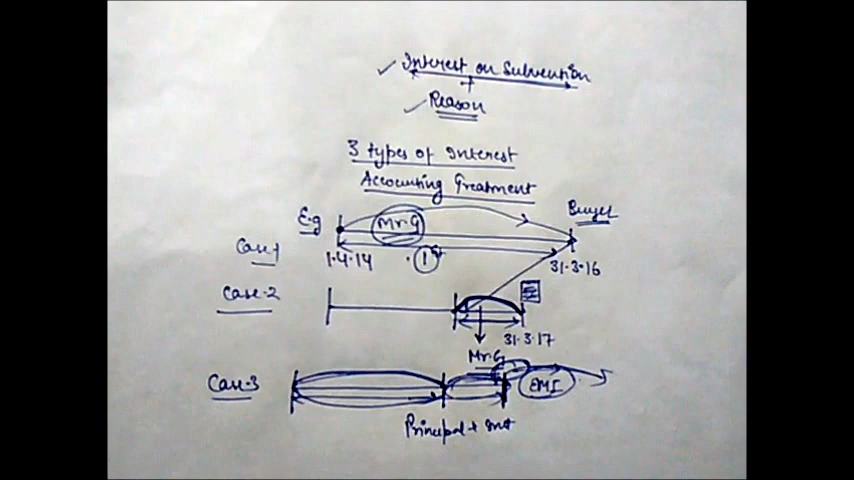 Interest on Subvention
Reason
3 types of Interest
Accounting Treatment
E.g Mr.G Buyer
Case-1
1.4.14 1st 31.3.16
Case-2
31.3.17
Mr.G
Case-3 EMI
Principal + Int